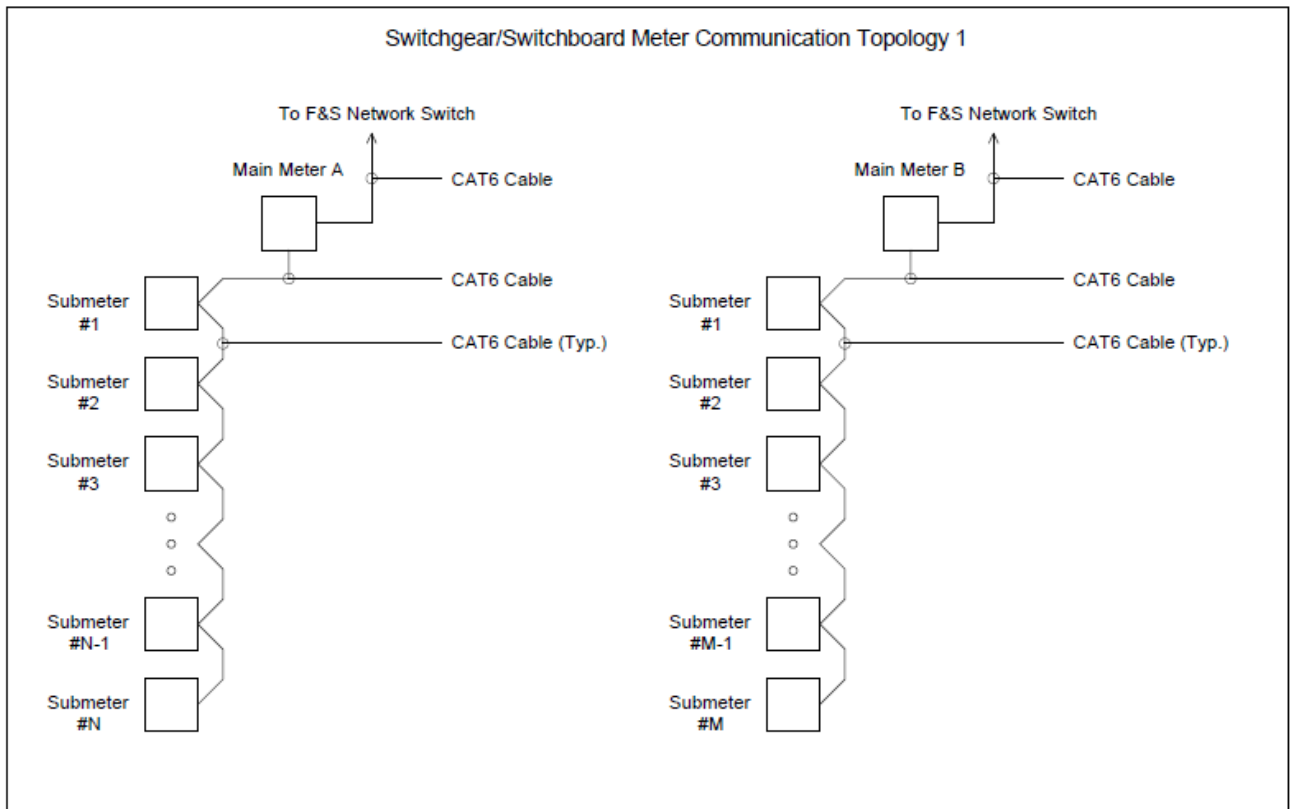 Switchgear/Switchboard Meter Communication Topology 1
To F&S Network Switch
Main Meter A
CAT6 Cable
CAT6 Cable
Submeter
#1
CAT6 Cable (Typ.)
Submeter
#2
Submeter
#3
Submeter
#N-1
Submeter
#N
To F&S Network Switch
Main Meter B
CAT6 Cable
CAT6 Cable
Submeter
#1
CAT6 Cable (Typ.)
Submeter
#2
Submeter
#3
Submeter
#M-1
Submeter
#M